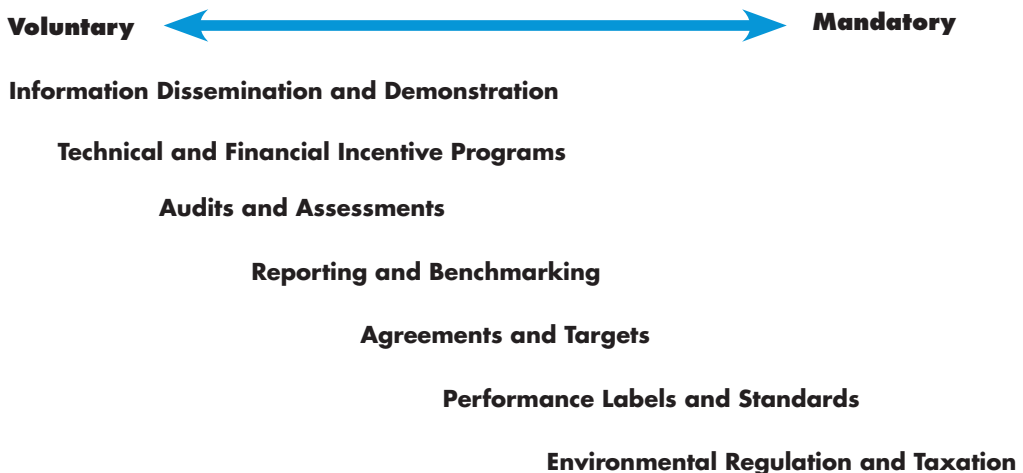 Voluntary Mandatory
Information Dissemination and Demonstration
Technical and Financial Incentive Programs
Audits and Assessments
Reporting and Benchmarking
Agreements and Targets
Performance Labels and Standards
Environmental Regulation and Taxation